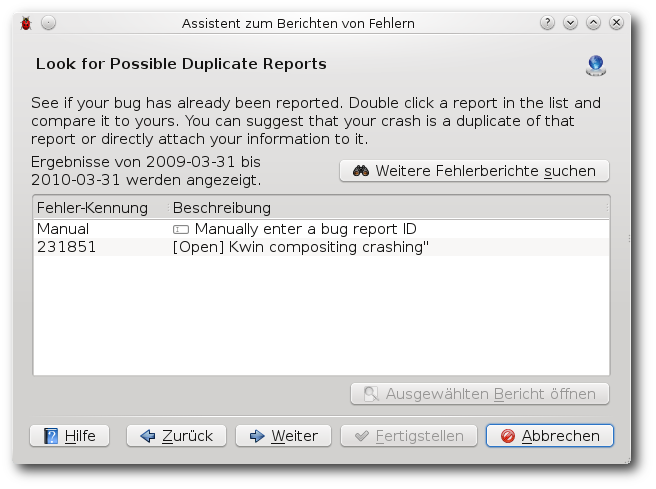 Assistent zum Berichten von Fehlern
Look for Possible Duplicate Reports
See if your bug has already been reported. Double click a report in the list and
compare it to yours. You can suggest that your crash is a duplicate of that
report or directly attach your information to it.
Ergebnisse von 2009-03-31 bis
2010-03-31 werden angezeigt.
Weitere Fehlerberichte suchen
Fehler-Kennung Beschreibung
Manual Manually enter a bug report ID
231851 [Open] Kwin compositing crashing"
Ausgewählten Bericht öffnen
Hilfe Zurück Weiter Fertigstellen Abbrechen